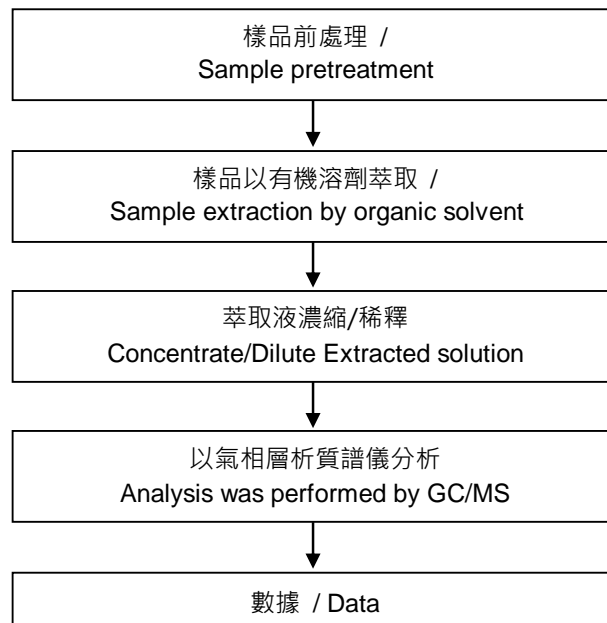 樣品前處理 /
Sample pretreatment
樣品以有機溶劑萃取 /
Sample extraction by organic solvent
萃取液濃縮/稀釋
Concentrate/Dilute Extracted solution
以氣相層析質譜儀分析
Analysis was performed by GC/MS
數據 / Data